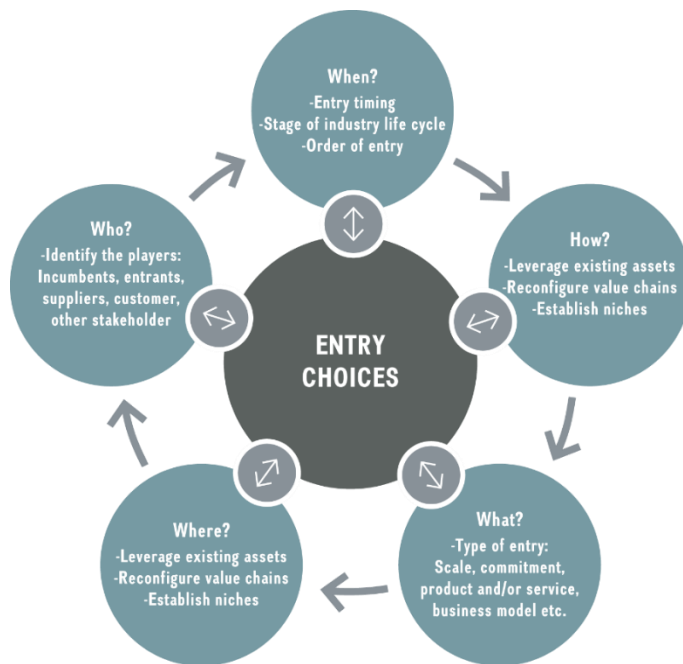 When?
-Entry timing
-Stage of industry life cycle
-Order of entry
How?
-Leverage existing assets
-Reconfigure value chains
-Establish niches
What?
-Type of entry:
Scale, commitment,
product and/or service,
business model etc.
Where?
-Leverage existing assets
-Reconfigure value chains
-Establish niches
Who?
-Identify the players:
Incumbents, entrants,
suppliers, customer,
other stakeholder
ENTRY
CHOICES